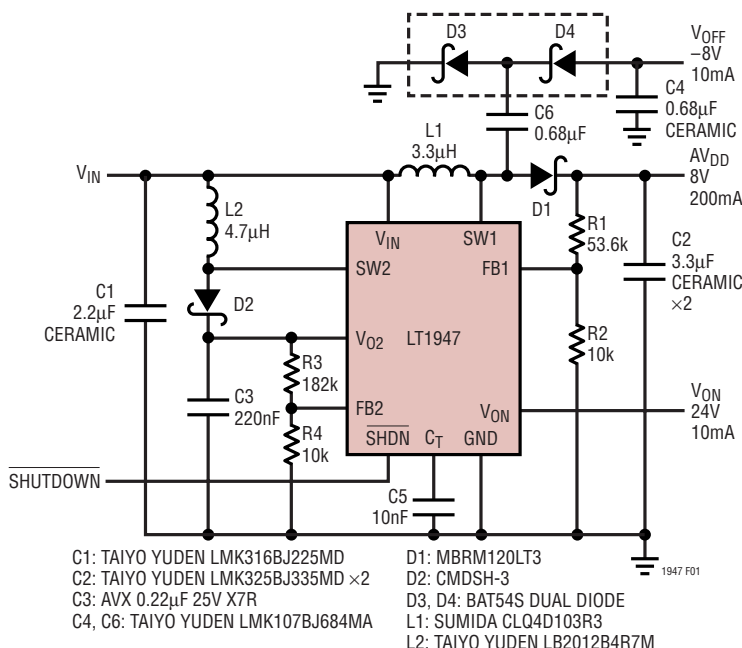 D3
D4
VOFF
–8V
10mA
C4
0.68µF
CERAMIC
C6
0.68µF
L1
3.3µH
VIN
AVDD
8V
200mA
D1
L2
4.7µH
VIN
SW1
R1
53.6k
C2
3.3µF
CERAMIC
×2
SW2
FB1
C1
2.2µF
CERAMIC
D2
VO2
LT1947
R2
10k
R3
182k
C3
220nF
FB2
VON
VON
24V
10mA
R4
10k
SHDN
CT
GND
SHUTDOWN
C5
10nF
1947 F01
C1: TAIYO YUDEN LMK316BJ225MD
C2: TAIYO YUDEN LMK325BJ335MD ×2
C3: AVX 0.22µF 25V X7R
C4, C6: TAIYO YUDEN LMK107BJ684MA
D1: MBRM120LT3
D2: CMDSH-3
D3, D4: BAT54S DUAL DIODE
L1: SUMIDA CLQ4D103R3
L2: TAIYO YUDEN LB2012B4R7M